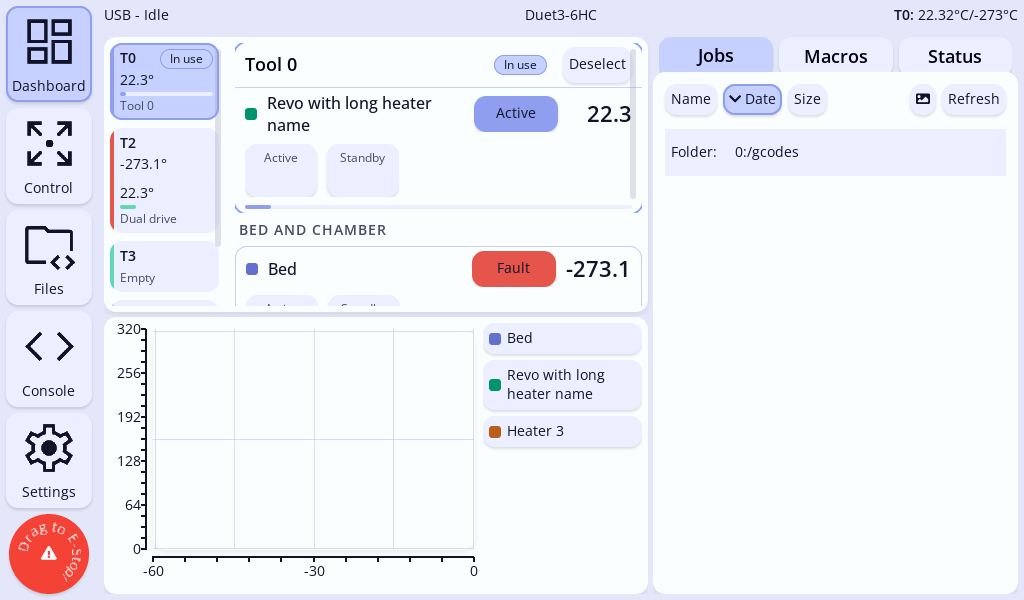 USB - Idle
Duet3-6HC
T0: 22.32°C/-273°C
Dashboard
Control
Files
Console
Settings
Drag to E-Stop!
T0
In use
22.3°
Tool 0
T2
-273.1°
22.3°
Dual drive
T3
Empty
Tool 0
In use
Deselect
Revo with long heater
name
Active
22.3
Active
Standby
BED AND CHAMBER
Bed
Fault
-273.1
320
256
192
128
64
0
-60
-30
0
Bed
Revo with long
heater name
Heater 3
Jobs
Macros
Status
Name
Date
Size
Refresh
Folder:
0:/gcodes